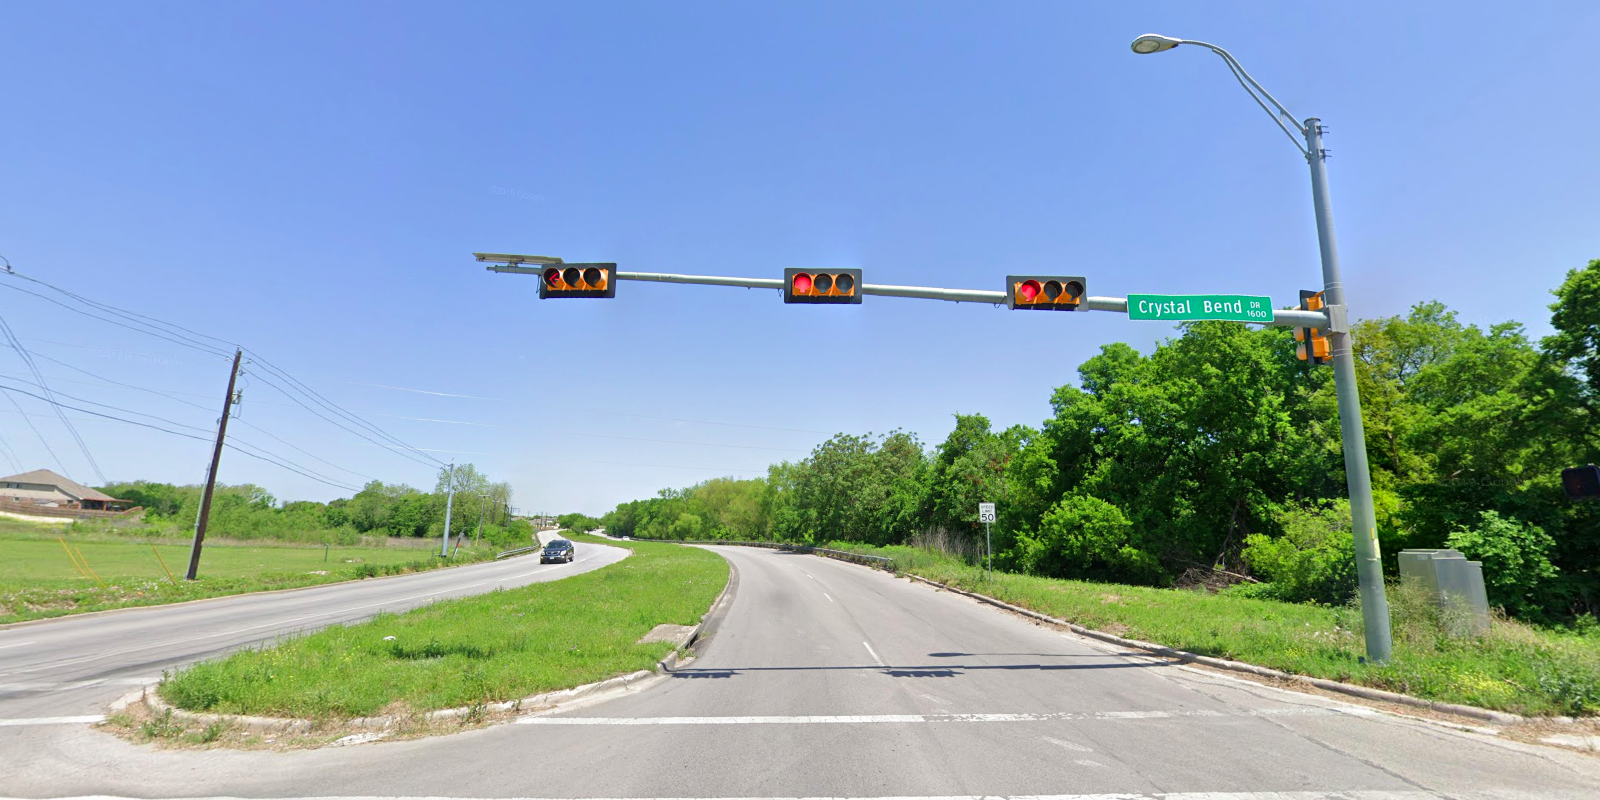 Crystal Bend DR
1600
SPEED
LIMIT
50